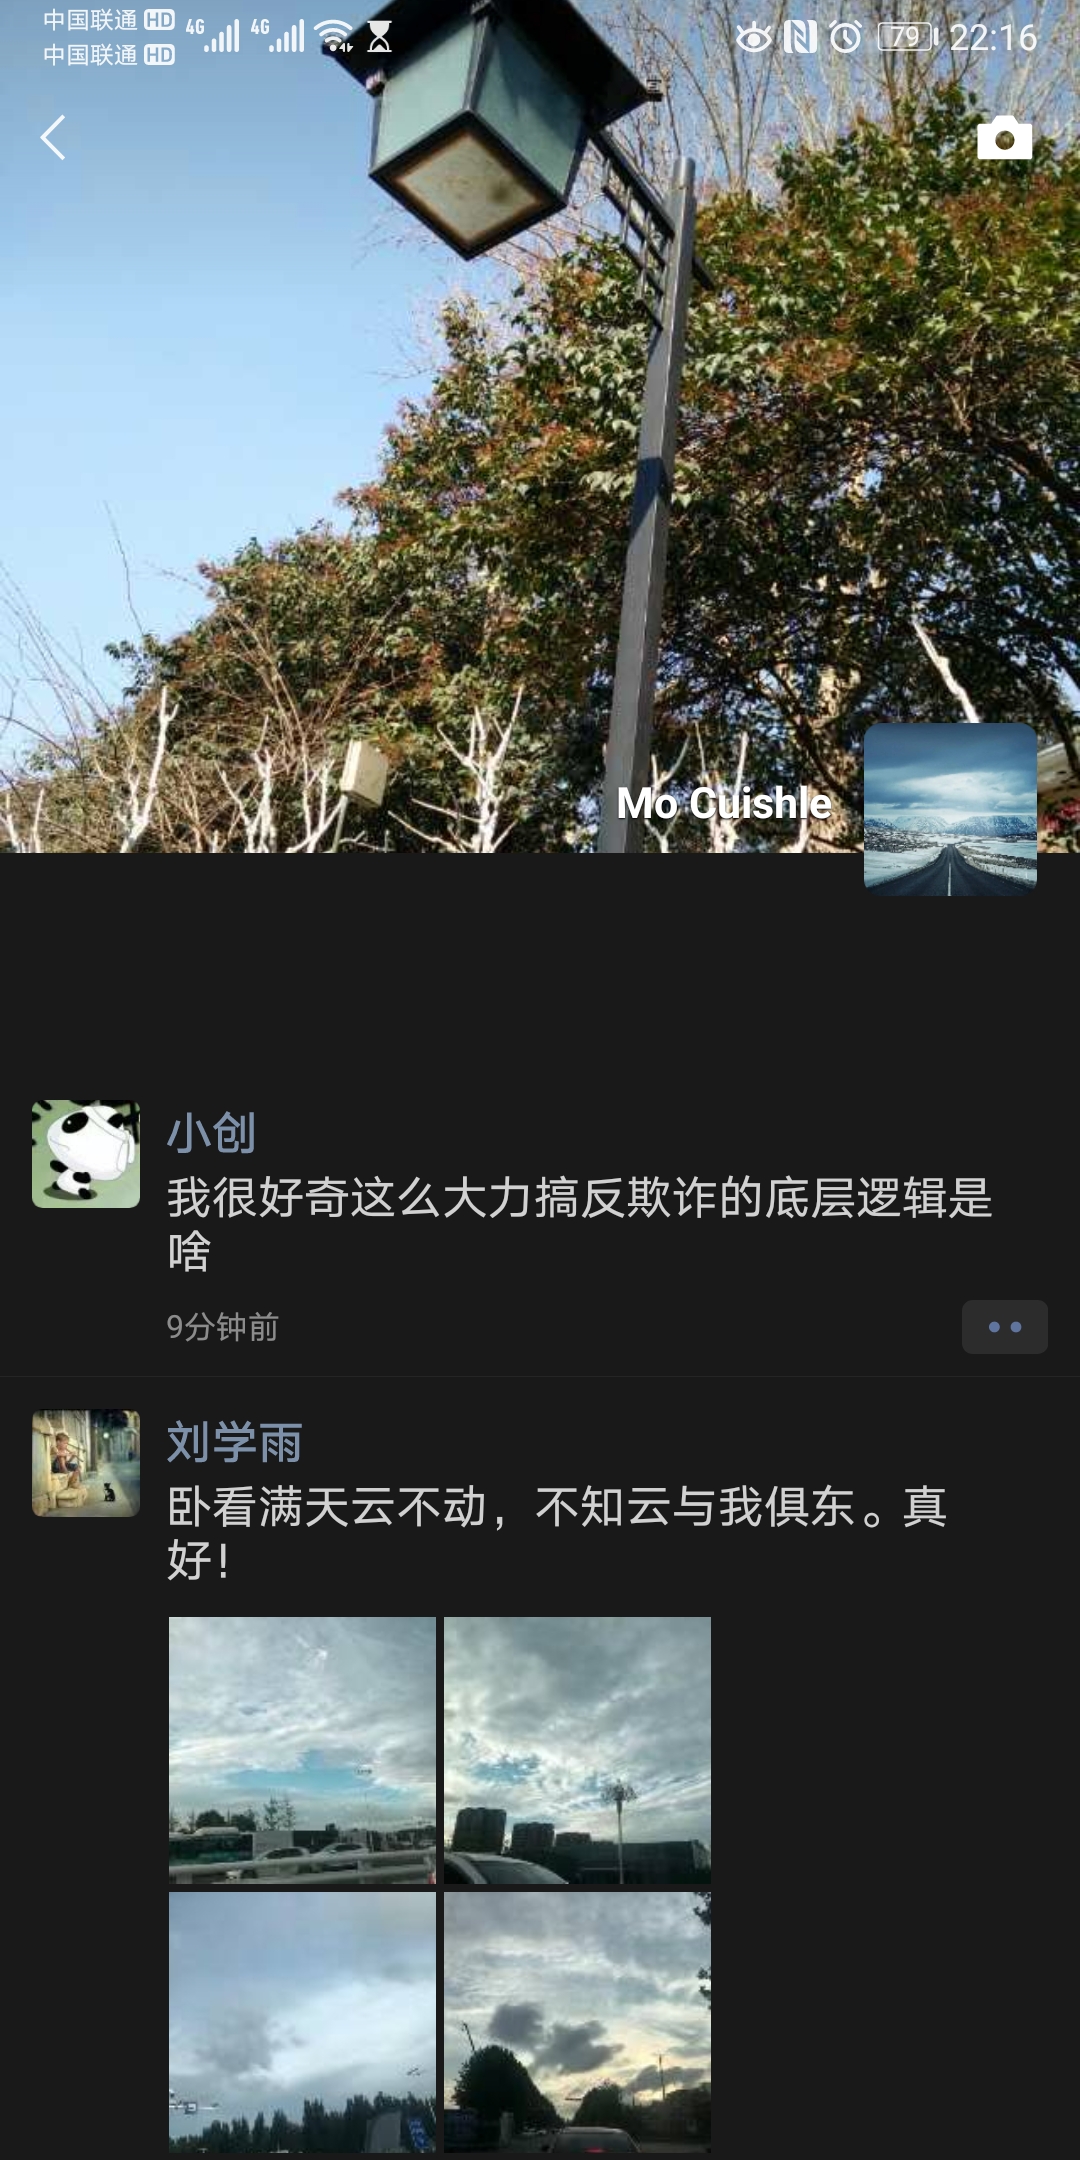 中国联通 HD 4G 4G 79 22:16
中国联通 HD
Mo Cuishle
小创
我很好奇这么大力搞反欺诈的底层逻辑是
啥
9分钟前
刘学雨
卧看满天云不动，不知云与我俱东。真
好！